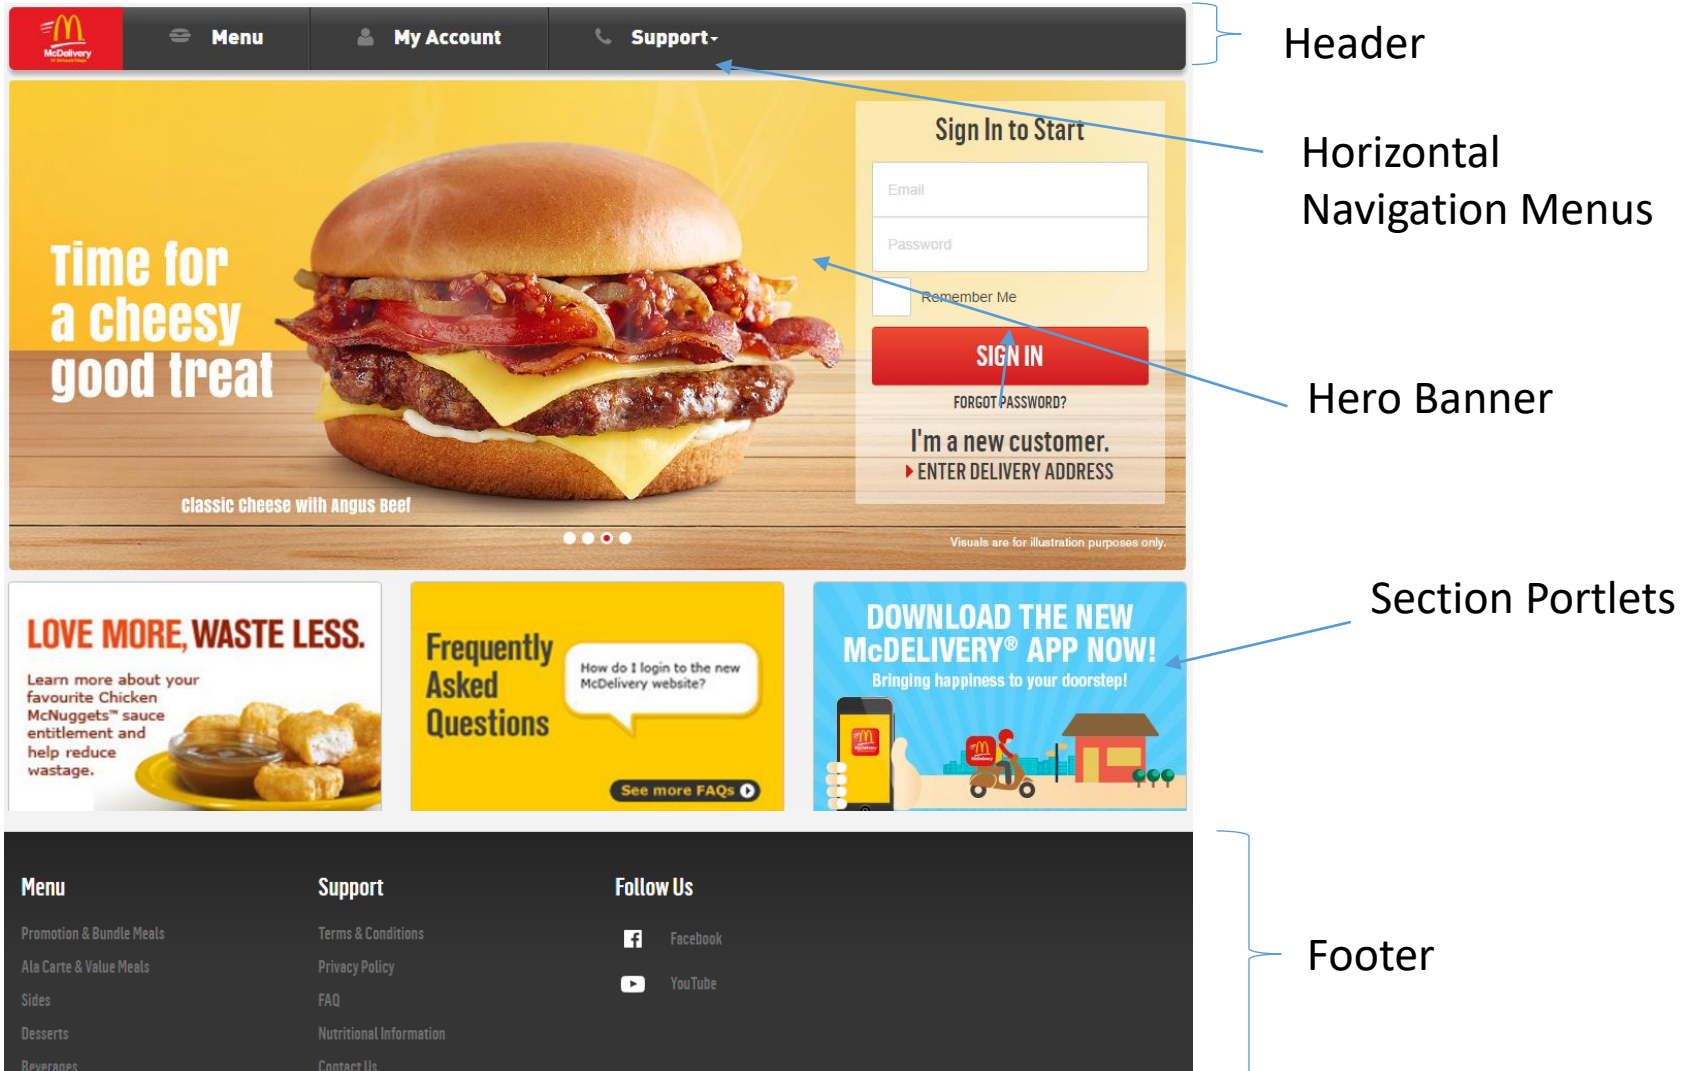 McDelivery
Menu
My Account
Support
Header
Horizontal
Navigation Menus
Time for
a cheesy
good treat
Classic Cheese with Angus Beef
Sign In to Start
Email
Password
Remember Me
SIGN IN
FORGOT PASSWORD?
I'm a new customer.
ENTER DELIVERY ADDRESS
Visuals are for illustration purposes only.
Hero Banner
LOVE MORE, WASTE LESS.
Learn more about your
favourite Chicken
McNuggets™ sauce
entitlement and
help reduce
wastage.
Frequently
Asked
Questions
How do I login to the new
McDelivery website?
See more FAQs
DOWNLOAD THE NEW
McDELIVERY® APP NOW!
Bringing happiness to your doorstep!
Section Portlets
Menu
Promotion & Bundle Meals
Ala Carte & Value Meals
Sides
Desserts
Beverages
Support
Terms & Conditions
Privacy Policy
FAQ
Nutritional Information
Contact Us
Follow Us
Facebook
YouTube
Footer